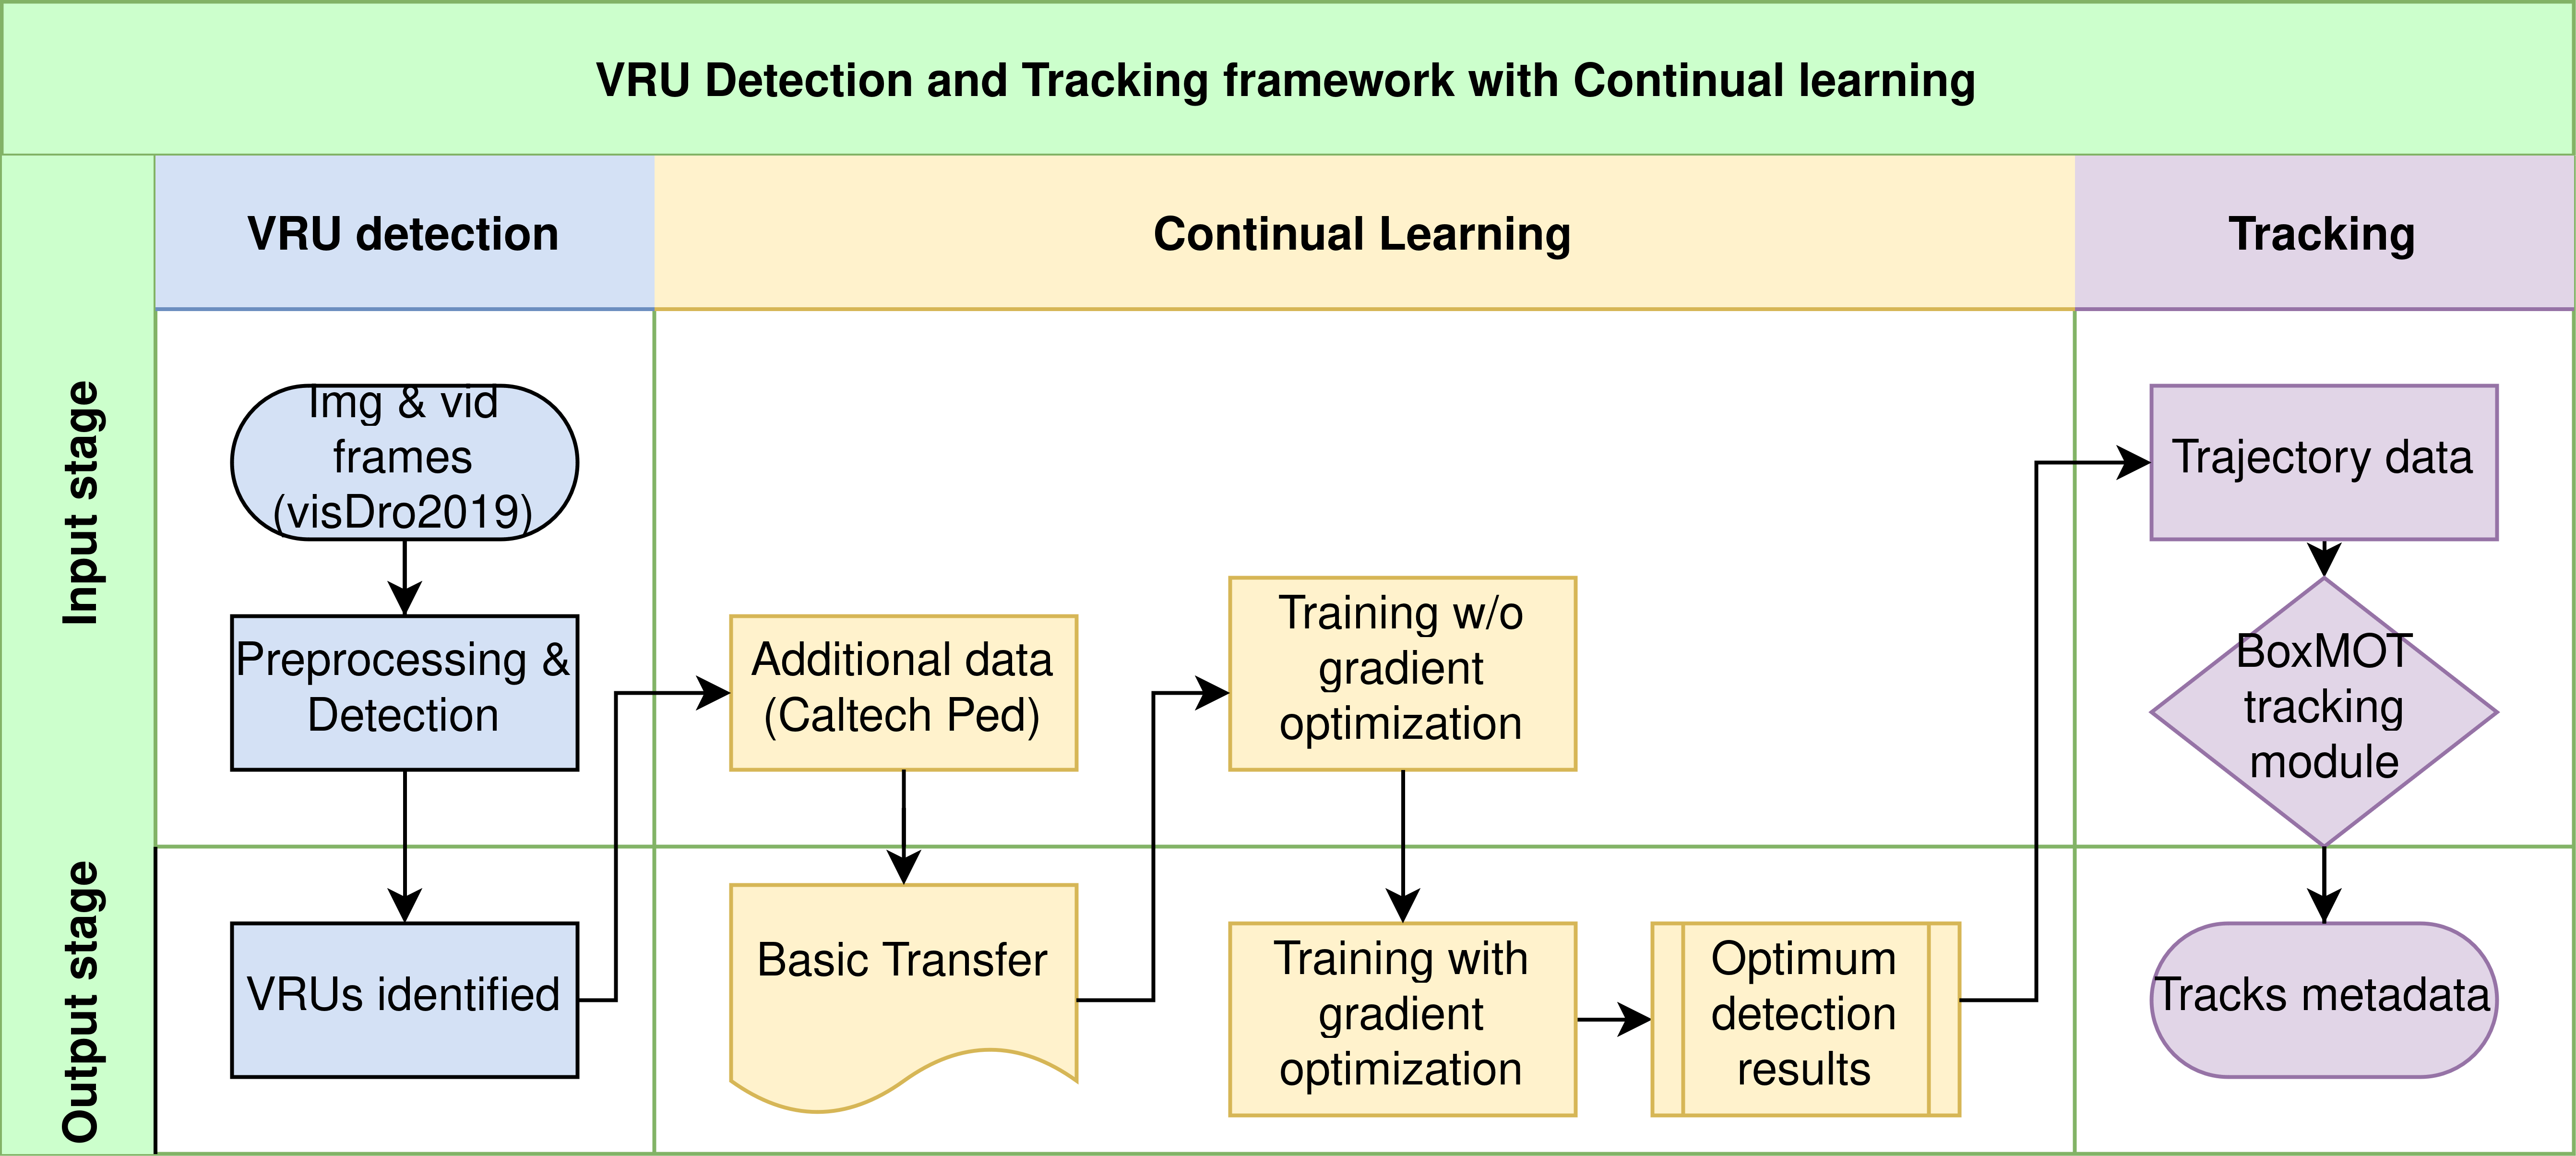 VRU Detection and Tracking framework with Continual learning
VRU detection
Continual Learning
Tracking
Input stage
Output stage
Img & vid
frames
(visDro2019)
Preprocessing &
Detection
VRUs identified
Additional data
(Caltech Ped)
Basic Transfer
Training w/o
gradient
optimization
Training with
gradient
optimization
Optimum
detection
results
Trajectory data
BoxMOT
tracking
module
Tracks metadata